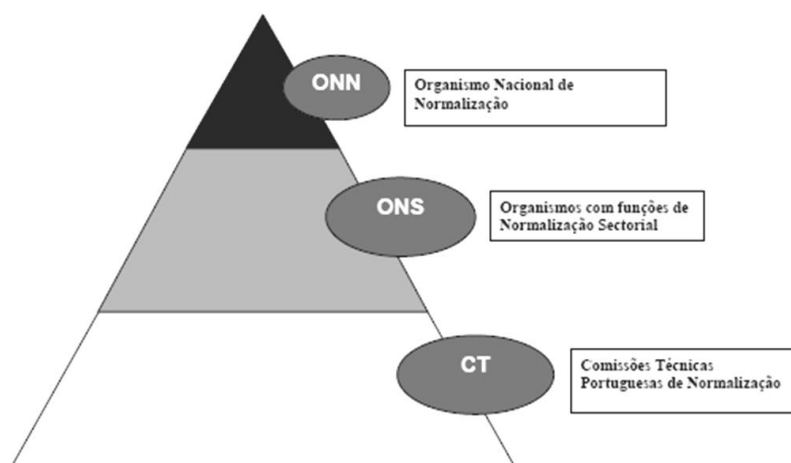 ONN
Organismo Nacional de
Normalização
ONS
Organismos com funções de
Normalização Sectorial
CT
Comissões Técnicas
Portuguesas de Normalização